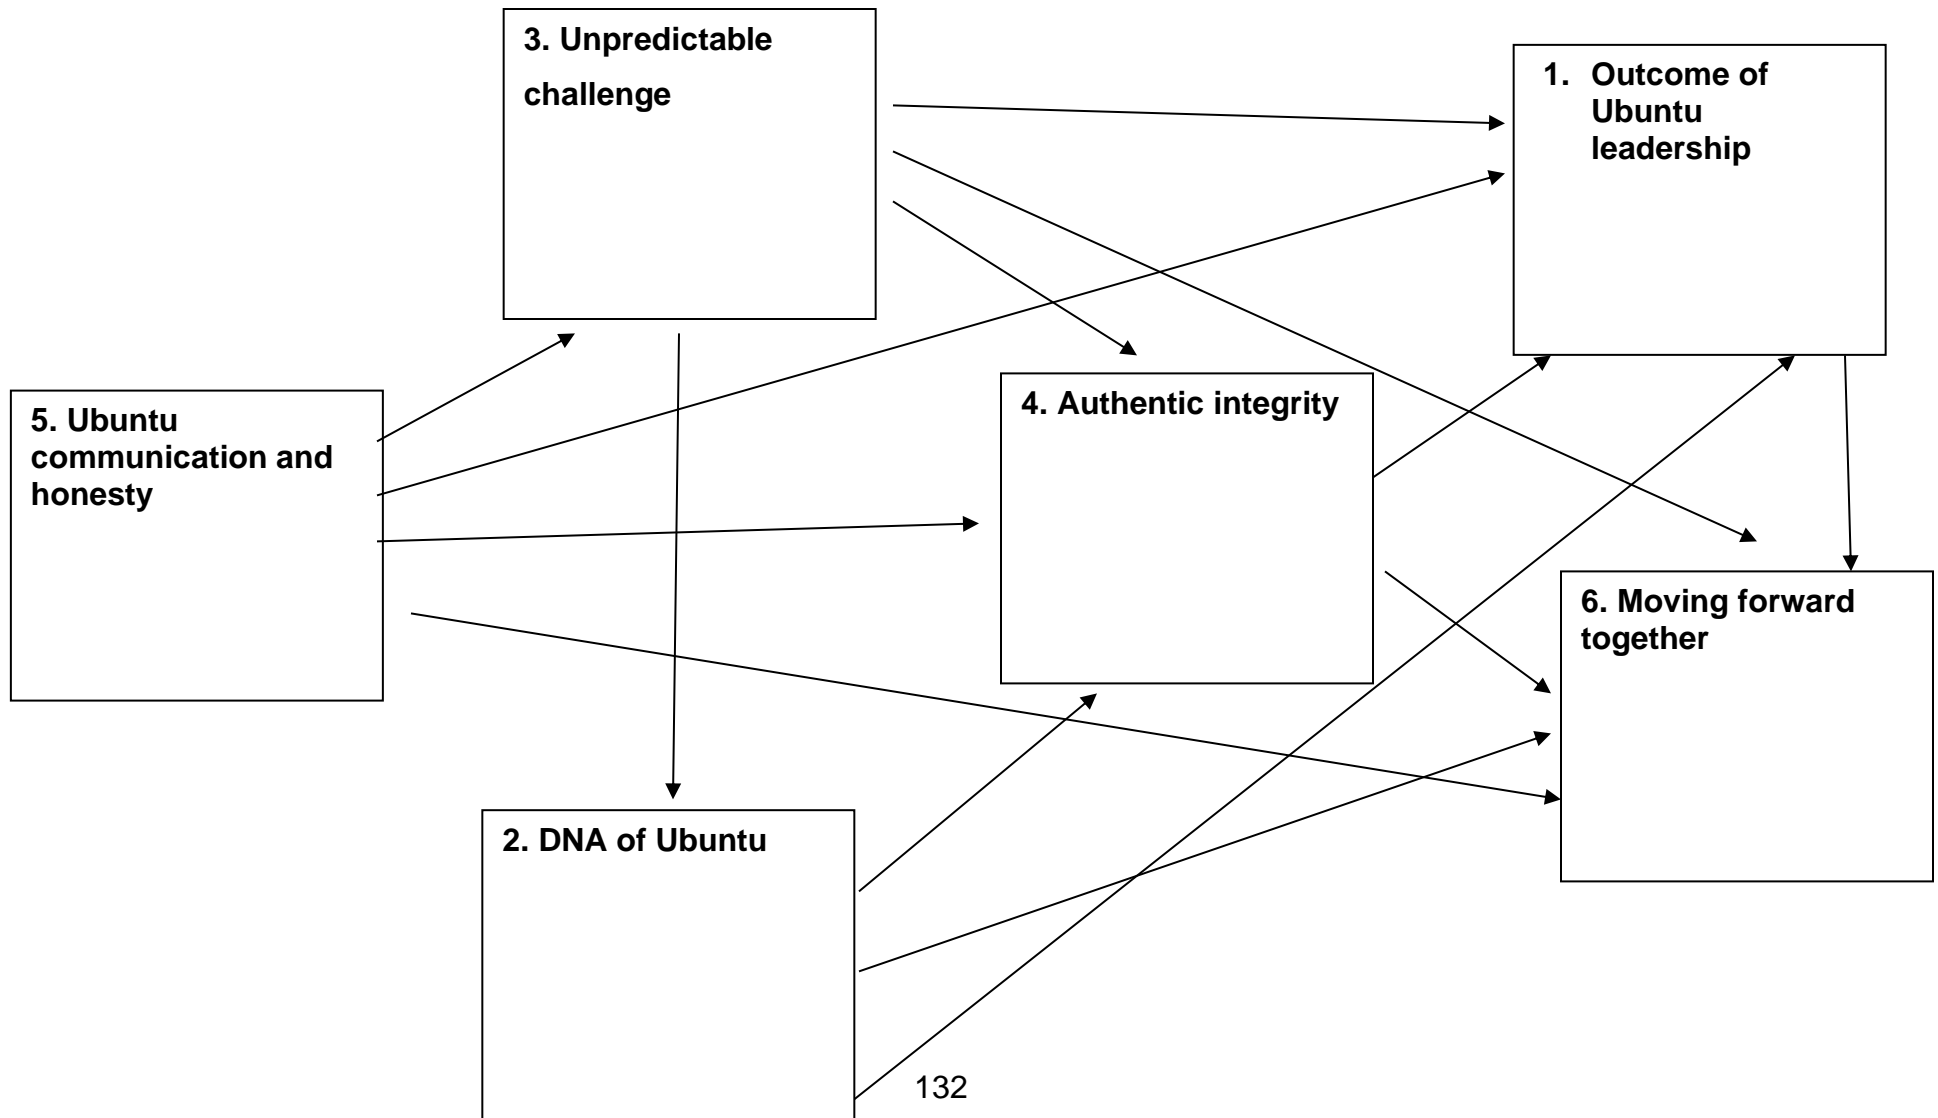 3. Unpredictable
challenge
1. Outcome of
Ubuntu
leadership
5. Ubuntu
communication and
honesty
4. Authentic integrity
6. Moving forward
together
2. DNA of Ubuntu
132